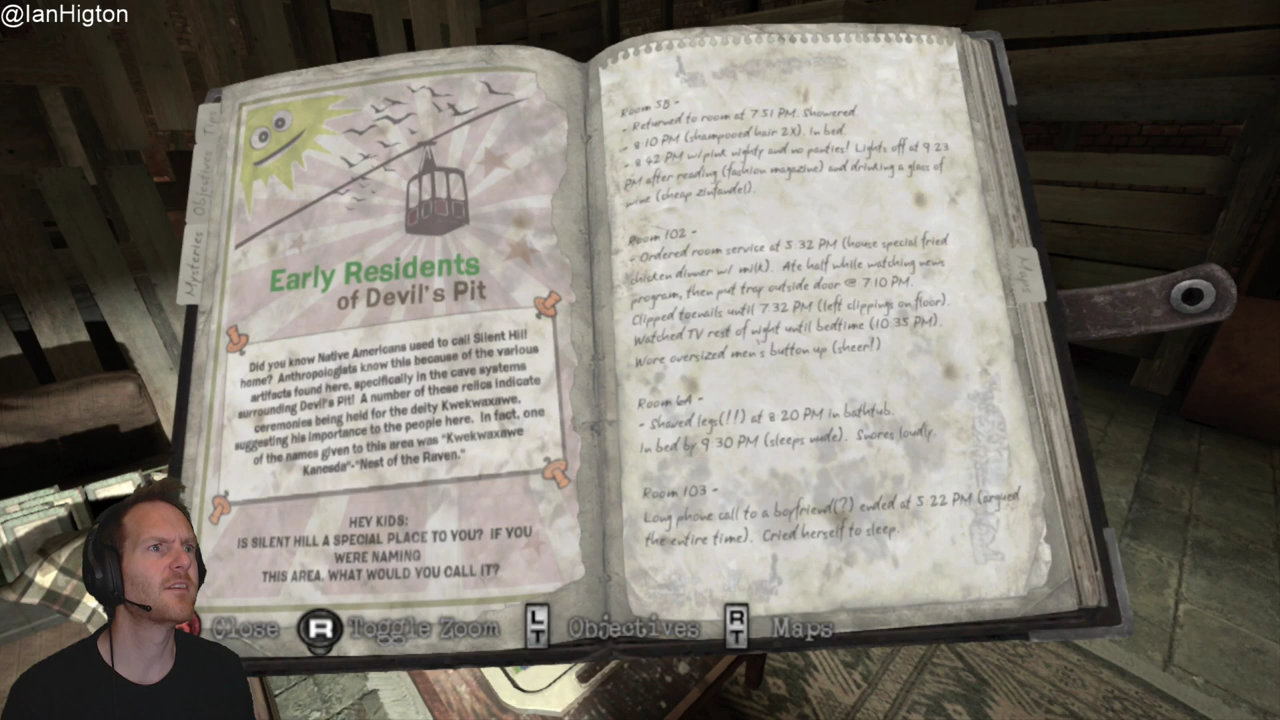 @IanHigton
Tips
Objectives
Mysteries
Early Residents
of Devil's Pit
Did you know Native Americans used to call Silent Hill
home? Anthropologists know this because of the various
artifacts found here, specifically in the cave systems
surrounding Devil's Pit! A number of these relics indicate
ceremonies being held for the deity Kwekwaxawe,
suggesting his importance to the people here. In fact, one
of the names given to this area was "Kwekwaxawe
Kanesda"-"Nest of the Raven."
HEY KIDS:
IS SILENT HILL A SPECIAL PLACE TO YOU? IF YOU
WERE NAMING
THIS AREA, WHAT WOULD YOU CALL IT?
Room 5B -
- Returned to room at 7:51 PM. Showered.
- 8:10 PM (shampooed hair 2X). In bed.
- 8:42 PM w/pink nighty and no panties! Lights off at 9:23
PM after reading (fashion magazine) and drinking a glass of
wine (cheap zinfandel).
Room 102 -
- Ordered room service at 5:32 PM (house special fried
chicken dinner w/ milk). Ate half while watching news
program, then put tray outside door @ 7:10 PM.
Clipped toenails until 7:32 PM (left clippings on floor).
Watched TV rest of night until bedtime (10:35 PM).
Wore oversized men's button up (sheer!)
Room 6A -
- Shaved legs(!!) at 8:20 PM in bathtub.
In bed by 9:30 PM (sleeps nude). Snores loudly.
Room 103 -
Long phone call to a boyfriend(?) ended at 5:22 PM (argued
the entire time). Cried herself to sleep.
Maps
Close R Toggle Zoom LT Objectives RT Maps